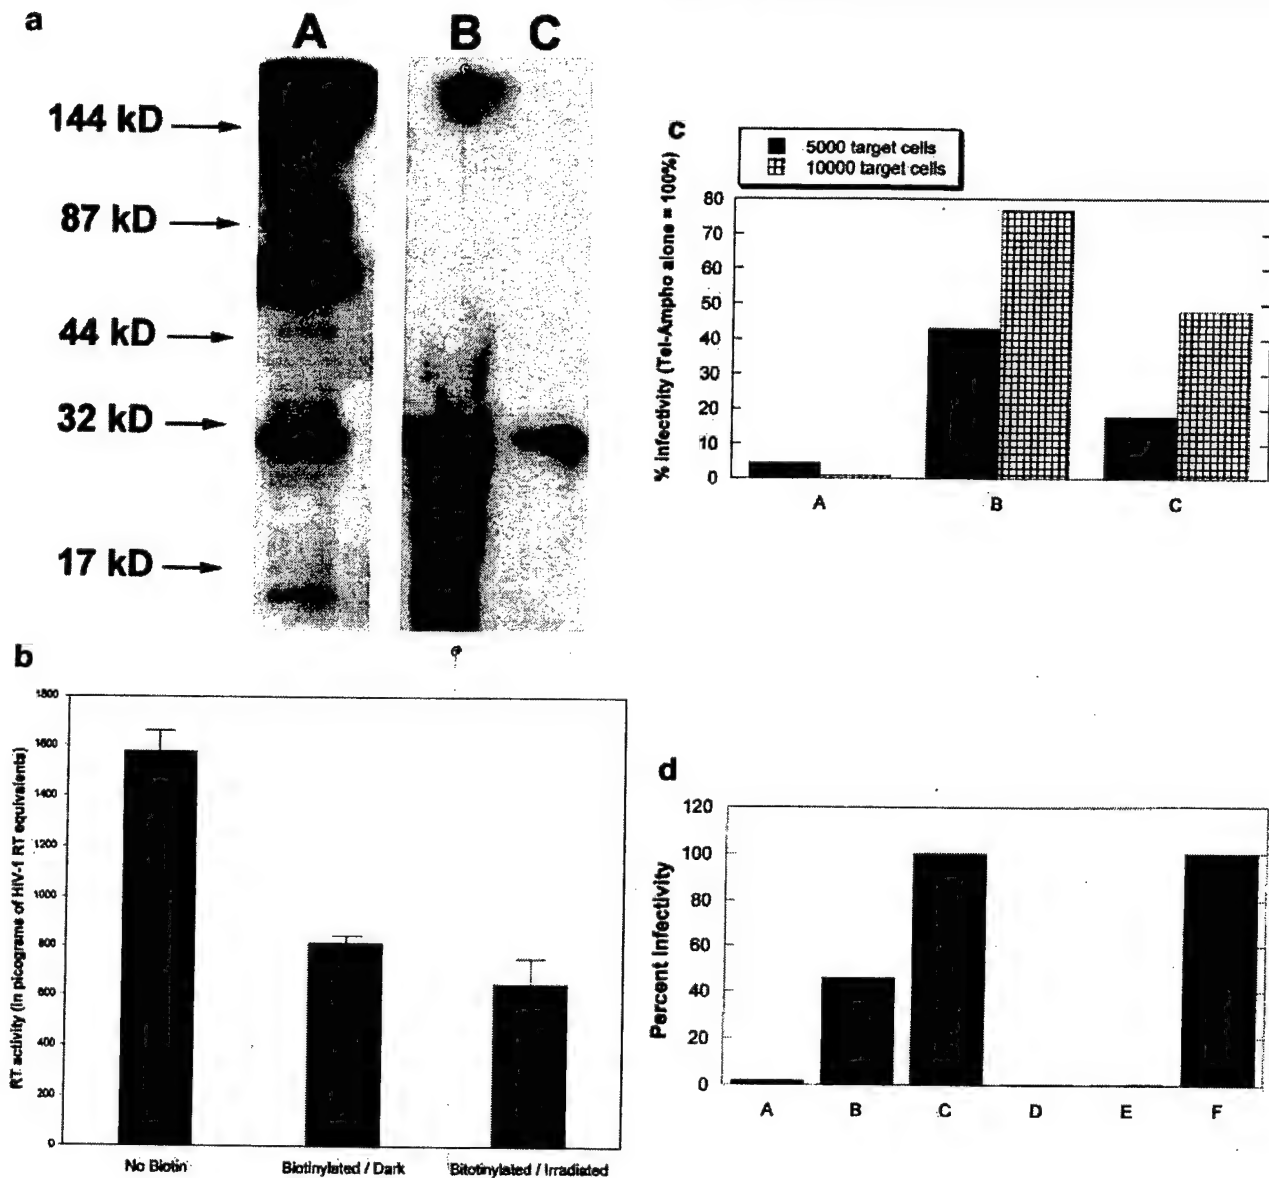 a
A
B
C
144 kD
87 kD
44 kD
32 kD
17 kD
c
5000 target cells
10000 target cells
% Infectivity (Tel-Ampho alone = 100%)
80
70
60
50
40
30
20
10
0
A
B
C
b
RT activity (in picograms of HIV-1 RT equivalents)
1800
1600
1400
1200
1000
800
600
400
200
0
No Biotin
Biotinylated / Dark
Bitotinylated / Irradiated
d
Percent Infectivity
120
100
80
60
40
20
0
A
B
C
D
E
F